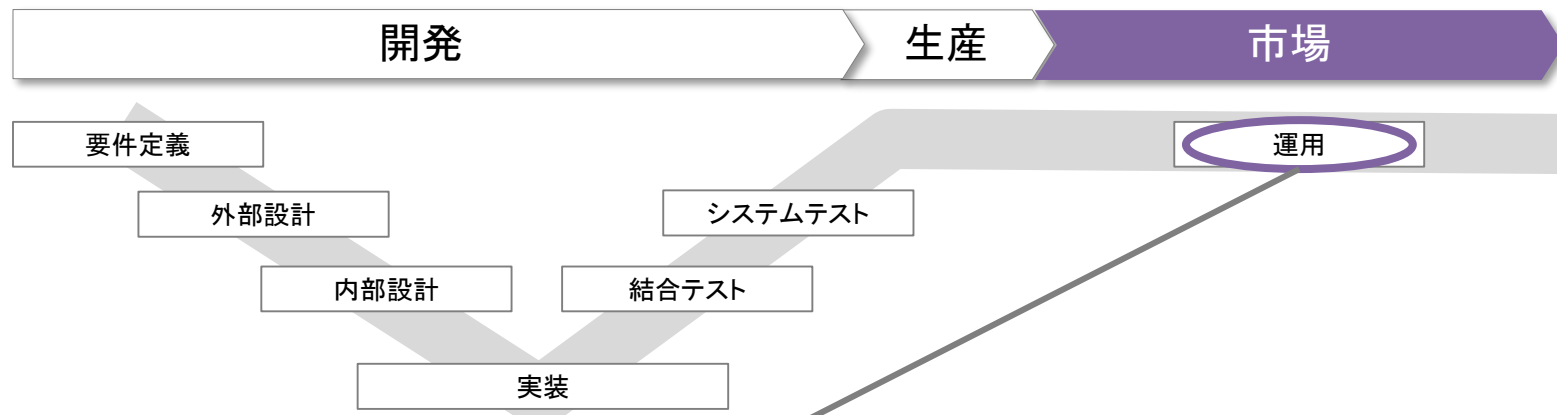 開発
生産
市場
要件定義
運用
外部設計
システムテスト
内部設計
結合テスト
実装